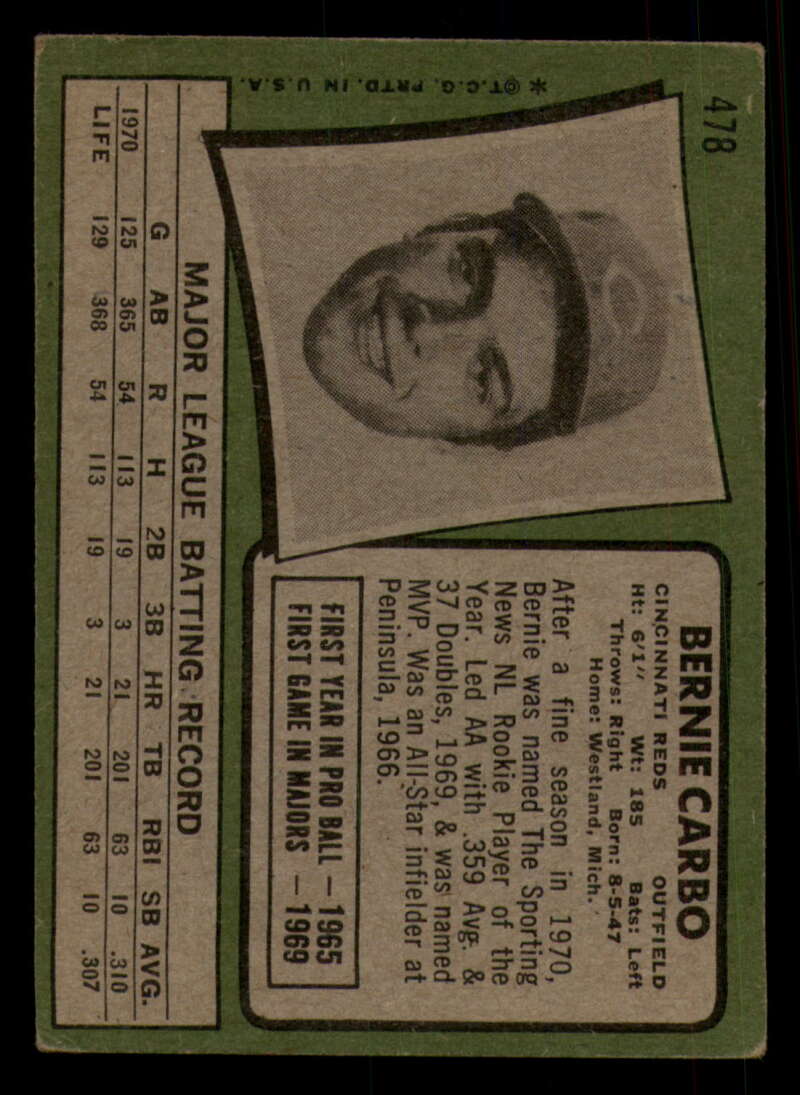 478
* ©T.C.G. PRTD. IN U.S.A.
BERNIE CARBO
CINCINNATI REDS OUTFIELD
Ht: 6'1" Wt: 185 Bats: Left
Throws: Right Born: 8-5-47
Home: Westland, Mich.
After a fine season in 1970,
Bernie was named The Sporting
News NL Rookie Player of the
Year. Led AA with .359 Avg. &
37 Doubles, 1969, & was named
MVP. Was an All-Star infielder at
Peninsula, 1966.
FIRST YEAR IN PRO BALL — 1965
FIRST GAME IN MAJORS — 1969
MAJOR LEAGUE BATTING RECORD
G AB R H 2B 3B HR TB RBI SB AVG.
1970 125 365 54 113 19 3 21 201 63 10 .310
LIFE 129 368 54 113 19 3 21 201 63 10 .307